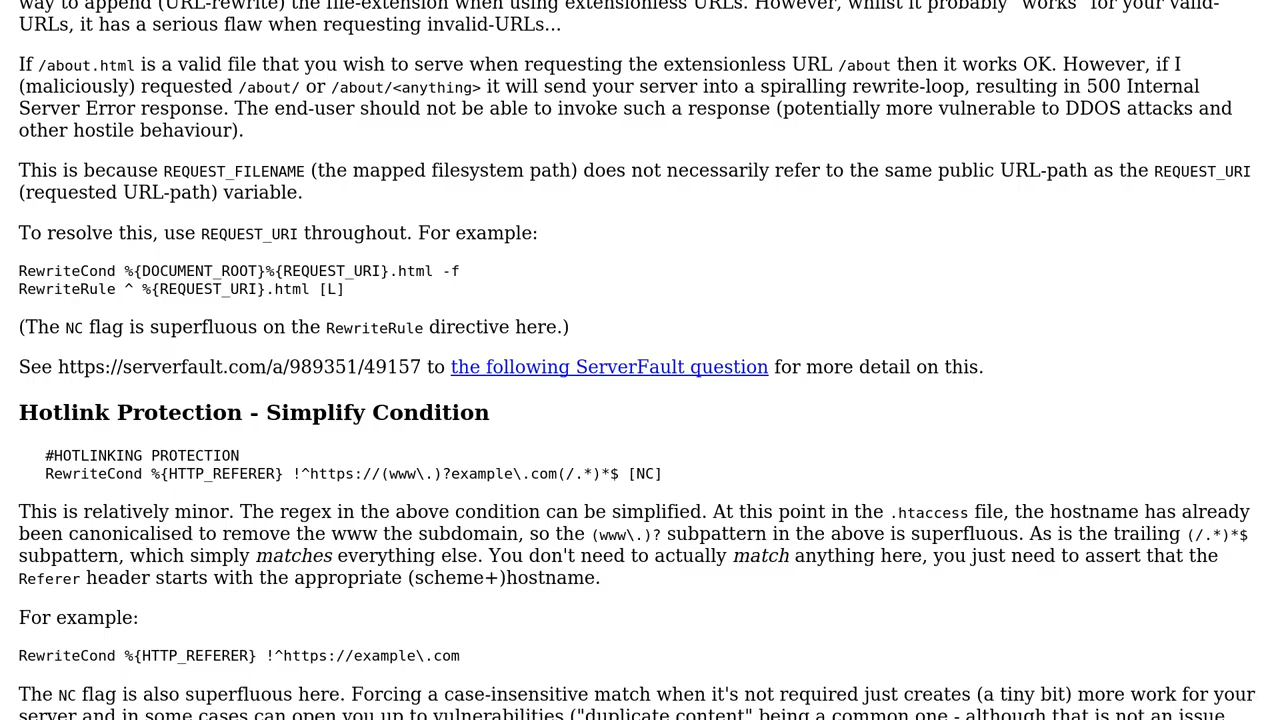 way to append (URL-rewrite) the file-extension when using extensionless URLs. However, whilst it probably "works" for your valid-
URLs, it has a serious flaw when requesting invalid-URLs...
If /about.html is a valid file that you wish to serve when requesting the extensionless URL /about then it works OK. However, if I
(maliciously) requested /about/ or /about/<anything> it will send your server into a spiralling rewrite-loop, resulting in 500 Internal
Server Error response. The end-user should not be able to invoke such a response (potentially more vulnerable to DDOS attacks and
other hostile behaviour).
This is because REQUEST_FILENAME (the mapped filesystem path) does not necessarily refer to the same public URL-path as the REQUEST_URI
(requested URL-path) variable.
To resolve this, use REQUEST_URI throughout. For example:
RewriteCond %{DOCUMENT_ROOT}%{REQUEST_URI}.html -f
RewriteRule ^ %{REQUEST_URI}.html [L]
(The NC flag is superfluous on the RewriteRule directive here.)
See https://serverfault.com/a/989351/49157 to the following ServerFault question for more detail on this.
Hotlink Protection - Simplify Condition
#HOTLINKING PROTECTION
RewriteCond %{HTTP_REFERER} !^https://(www\.)?example\.com(/.*)*$ [NC]
This is relatively minor. The regex in the above condition can be simplified. At this point in the .htaccess file, the hostname has already
been canonicalised to remove the www the subdomain, so the (www\.)? subpattern in the above is superfluous. As is the trailing (/.*)*$
subpattern, which simply matches everything else. You don't need to actually match anything here, you just need to assert that the
Referer header starts with the appropriate (scheme+)hostname.
For example:
RewriteCond %{HTTP_REFERER} !^https://example\.com
The NC flag is also superfluous here. Forcing a case-insensitive match when it's not required just creates (a tiny bit) more work for your
server and in some cases can open you up to vulnerabilities ("duplicate content" being a common one - although that is not an issue